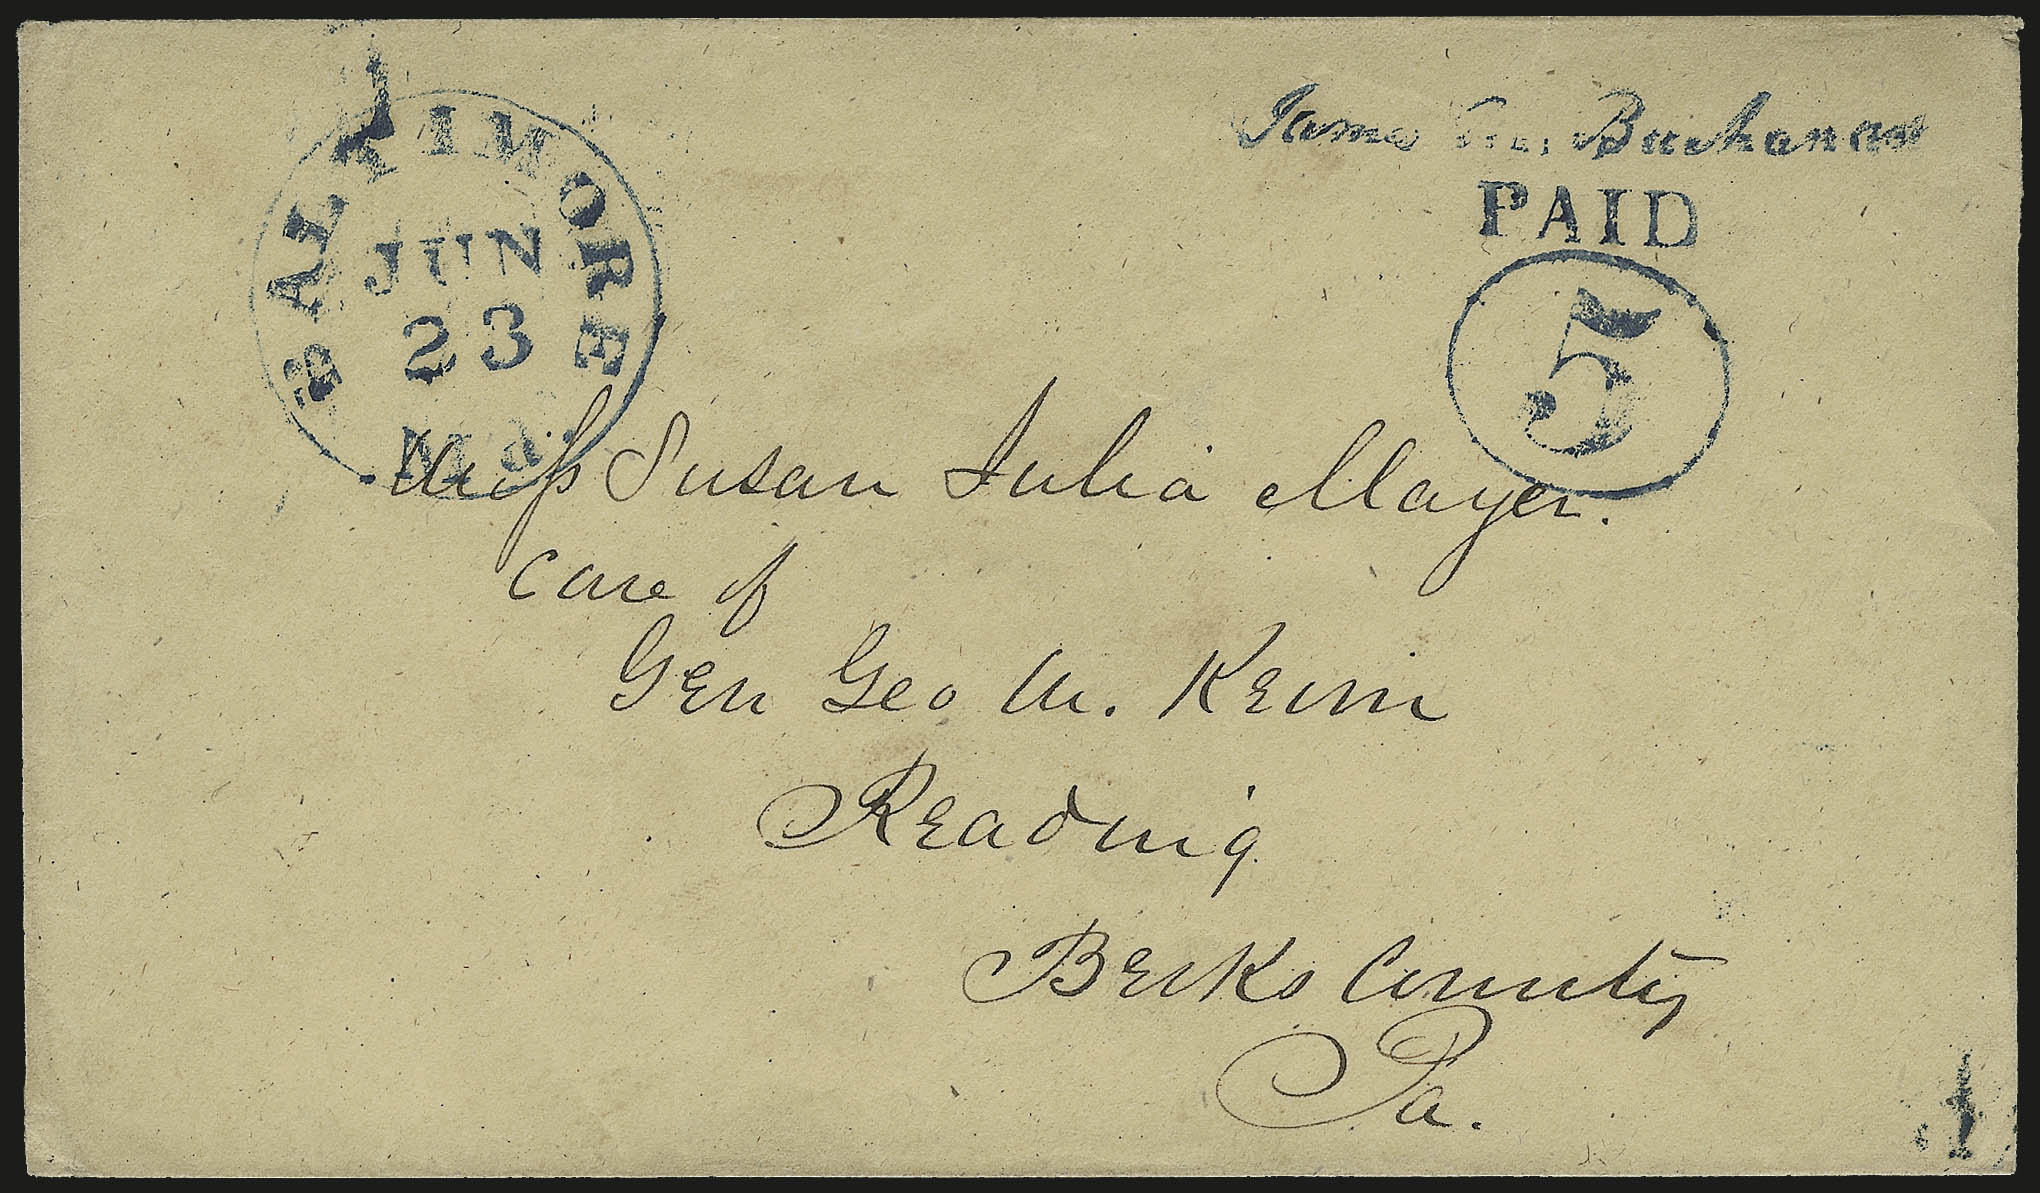 BALTIMORE
JUN
23
Md.
James M. Buchanan
PAID
5
Miss Susan Julia Mayer.
care of
Gen Geo M. Keim
Reading
Berks County
Pa.